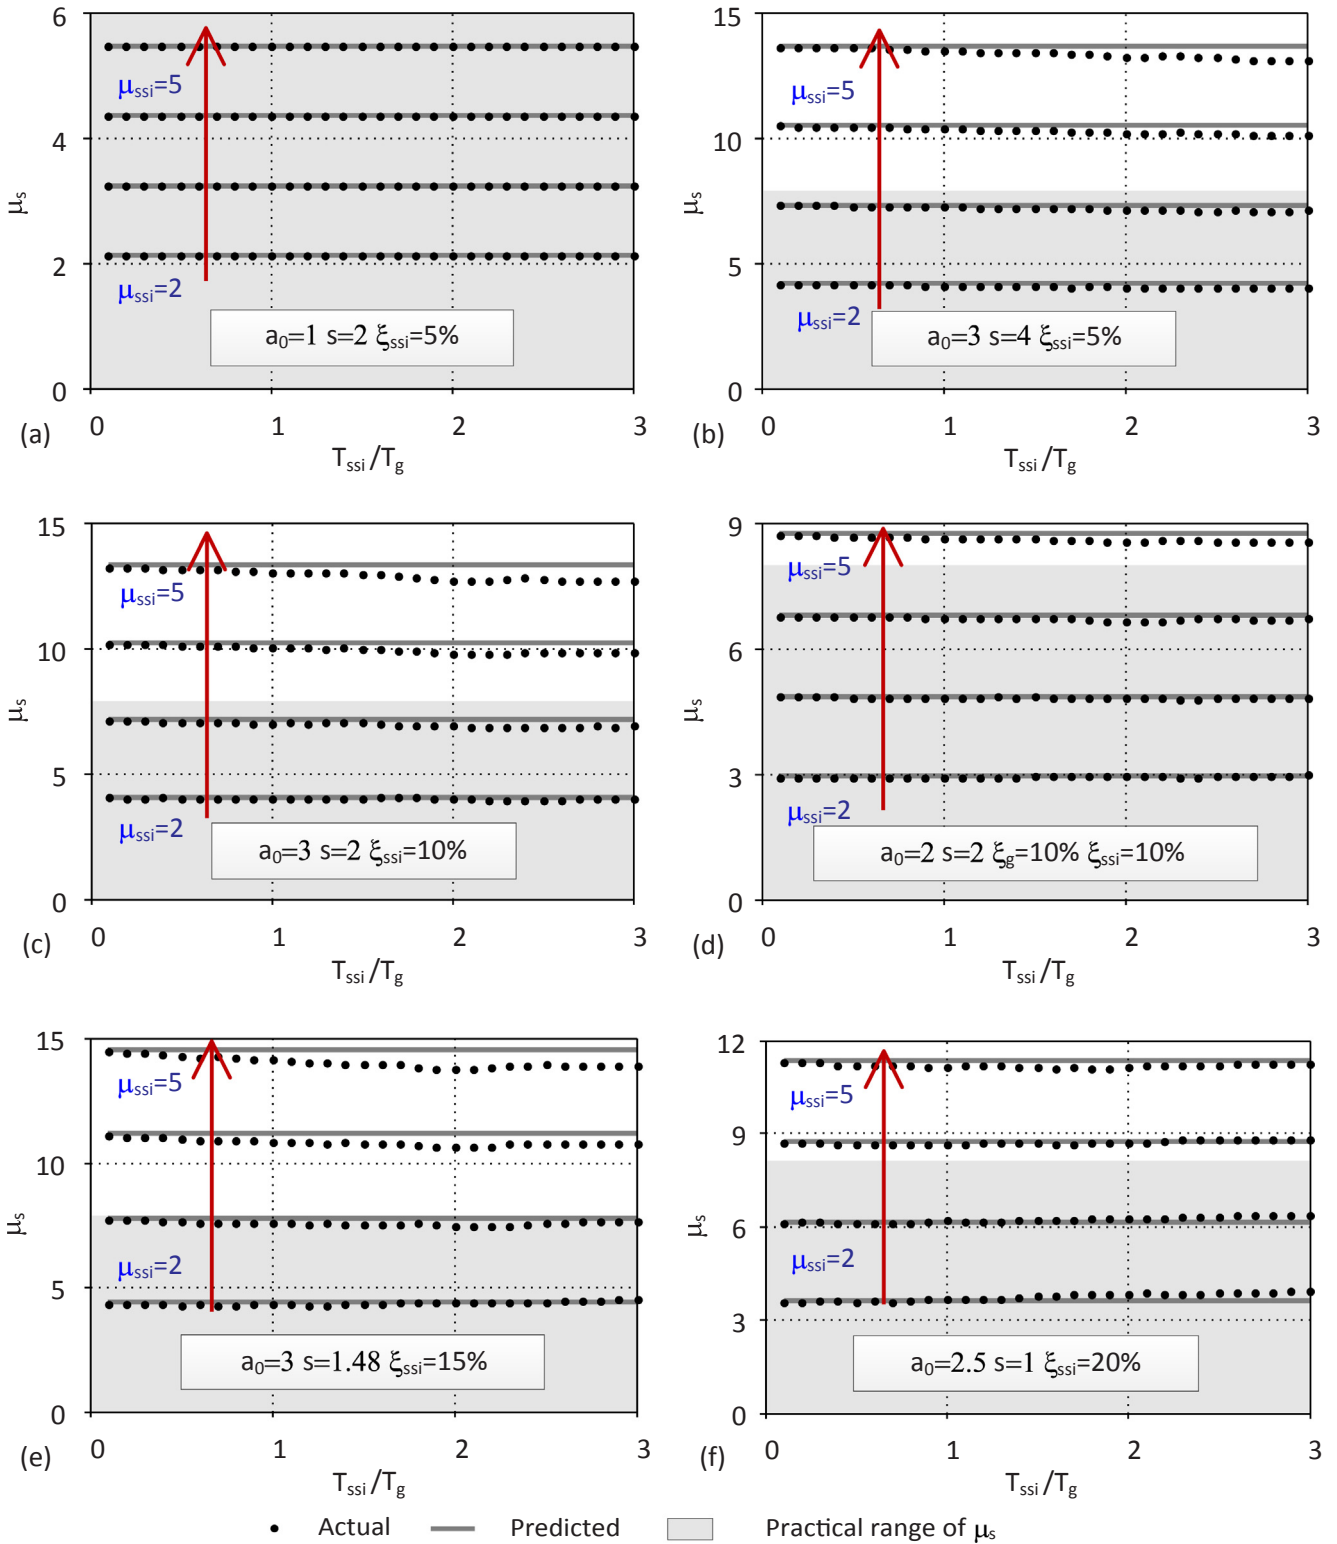 6
4
2
0
μs
μssi=5
μssi=2
a0=1 s=2 ξssi=5%
0 1 2 3
(a)
Tssi/Tg
15
10
5
0
μs
μssi=5
μssi=2
a0=3 s=4 ξssi=5%
0 1 2 3
(b)
Tssi/Tg
15
10
5
0
μs
μssi=5
μssi=2
a0=3 s=2 ξssi=10%
0 1 2 3
(c)
Tssi/Tg
9
6
3
0
μs
μssi=5
μssi=2
a0=2 s=2 ξg=10% ξssi=10%
0 1 2 3
(d)
Tssi/Tg
15
10
5
0
μs
μssi=5
μssi=2
a0=3 s=1.48 ξssi=15%
0 1 2 3
(e)
Tssi/Tg
12
9
6
3
0
μs
μssi=5
μssi=2
a0=2.5 s=1 ξssi=20%
0 1 2 3
(f)
Tssi/Tg
Actual Predicted Practical range of μs